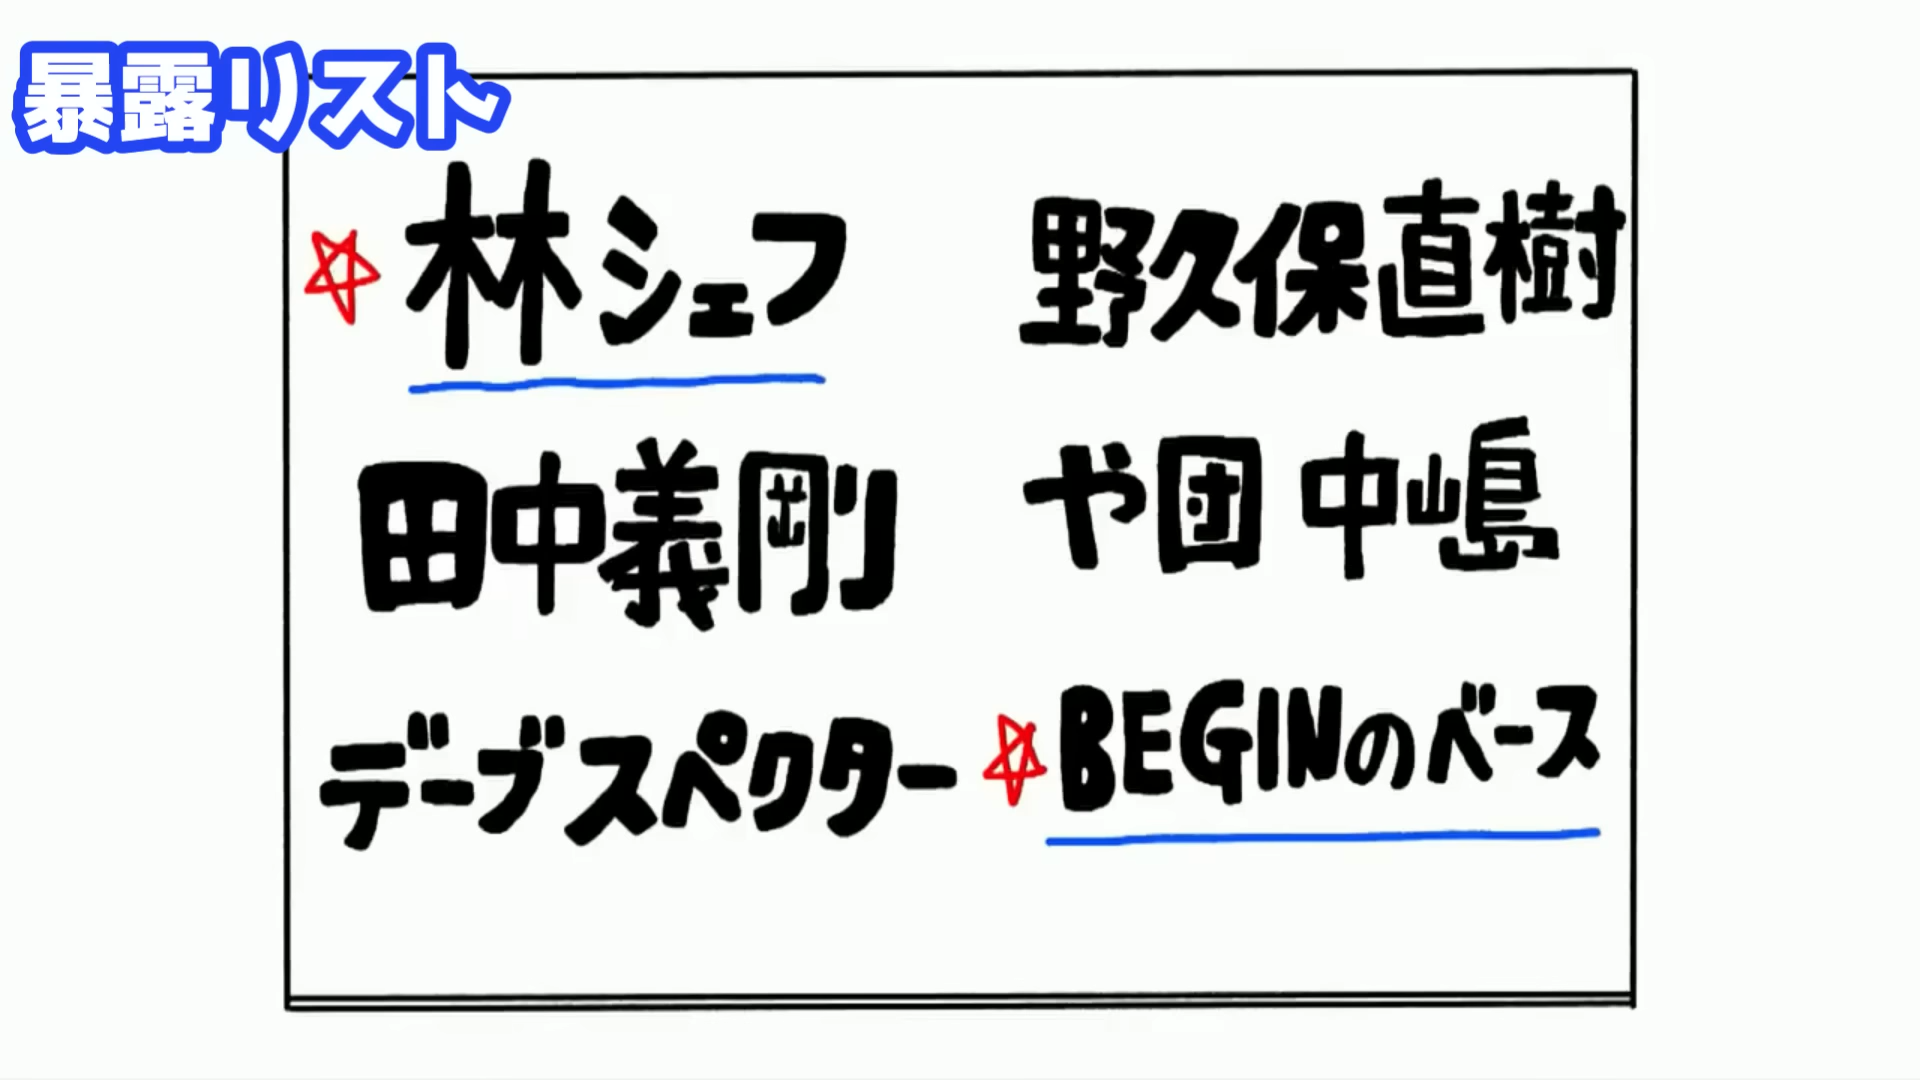 暴露リスト
林シェフ
野久保直樹
田中義剛
や団 中嶋
デーブスペクター
BEGINのベース